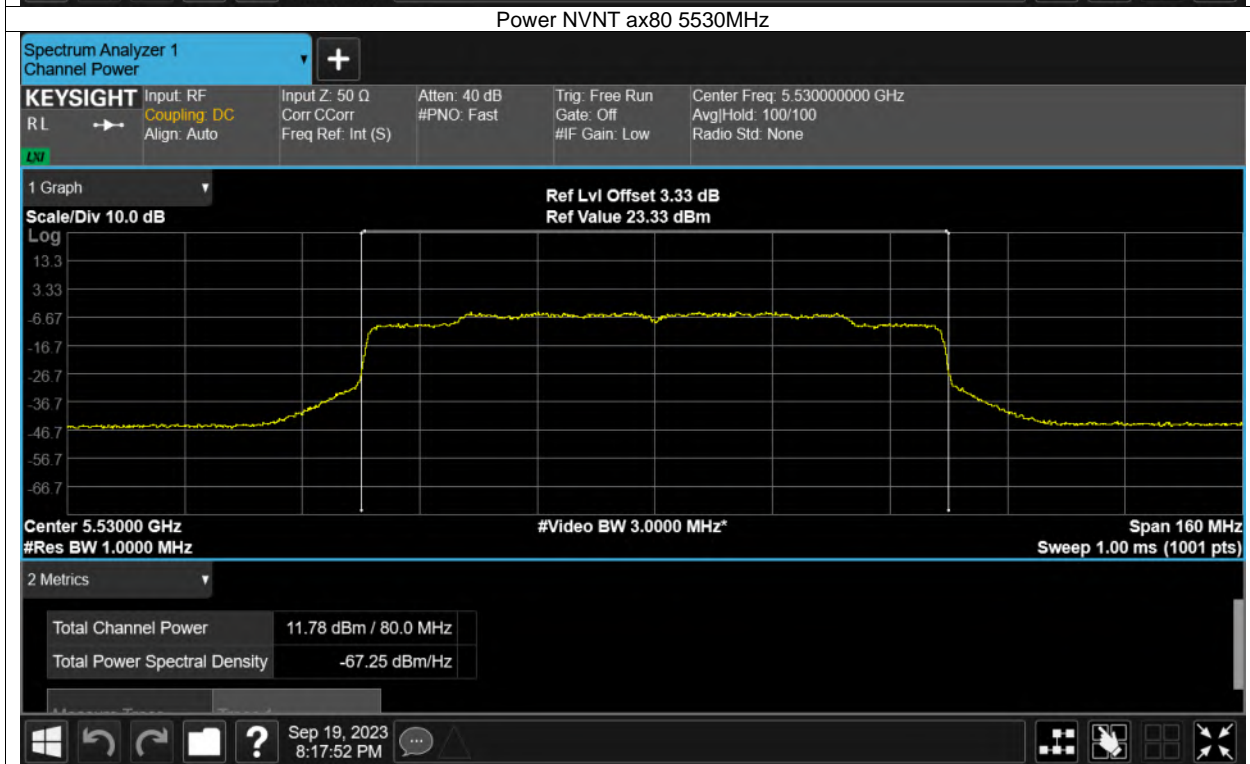 Power NVNT ax80 5530MHz
Spectrum Analyzer 1
Channel Power
+
KEYSIGHT Input: RF Input Z: 50 Ω Atten: 40 dB Trig: Free Run Center Freq: 5.530000000 GHz
RL Coupling: DC Corr CCorr #PNO: Fast Gate: Off Avg|Hold: 100/100
Align: Auto Freq Ref: Int (S) #IF Gain: Low Radio Std: None
LXI
1 Graph Ref Lvl Offset 3.33 dB
Scale/Div 10.0 dB Ref Value 23.33 dBm
Log
13.3
3.33
-6.67
-16.7
-26.7
-36.7
-46.7
-56.7
-66.7
Center 5.53000 GHz #Video BW 3.0000 MHz* Span 160 MHz
#Res BW 1.0000 MHz Sweep 1.00 ms (1001 pts)
2 Metrics
Total Channel Power 11.78 dBm / 80.0 MHz
Total Power Spectral Density -67.25 dBm/Hz
? Sep 19, 2023
8:17:52 PM